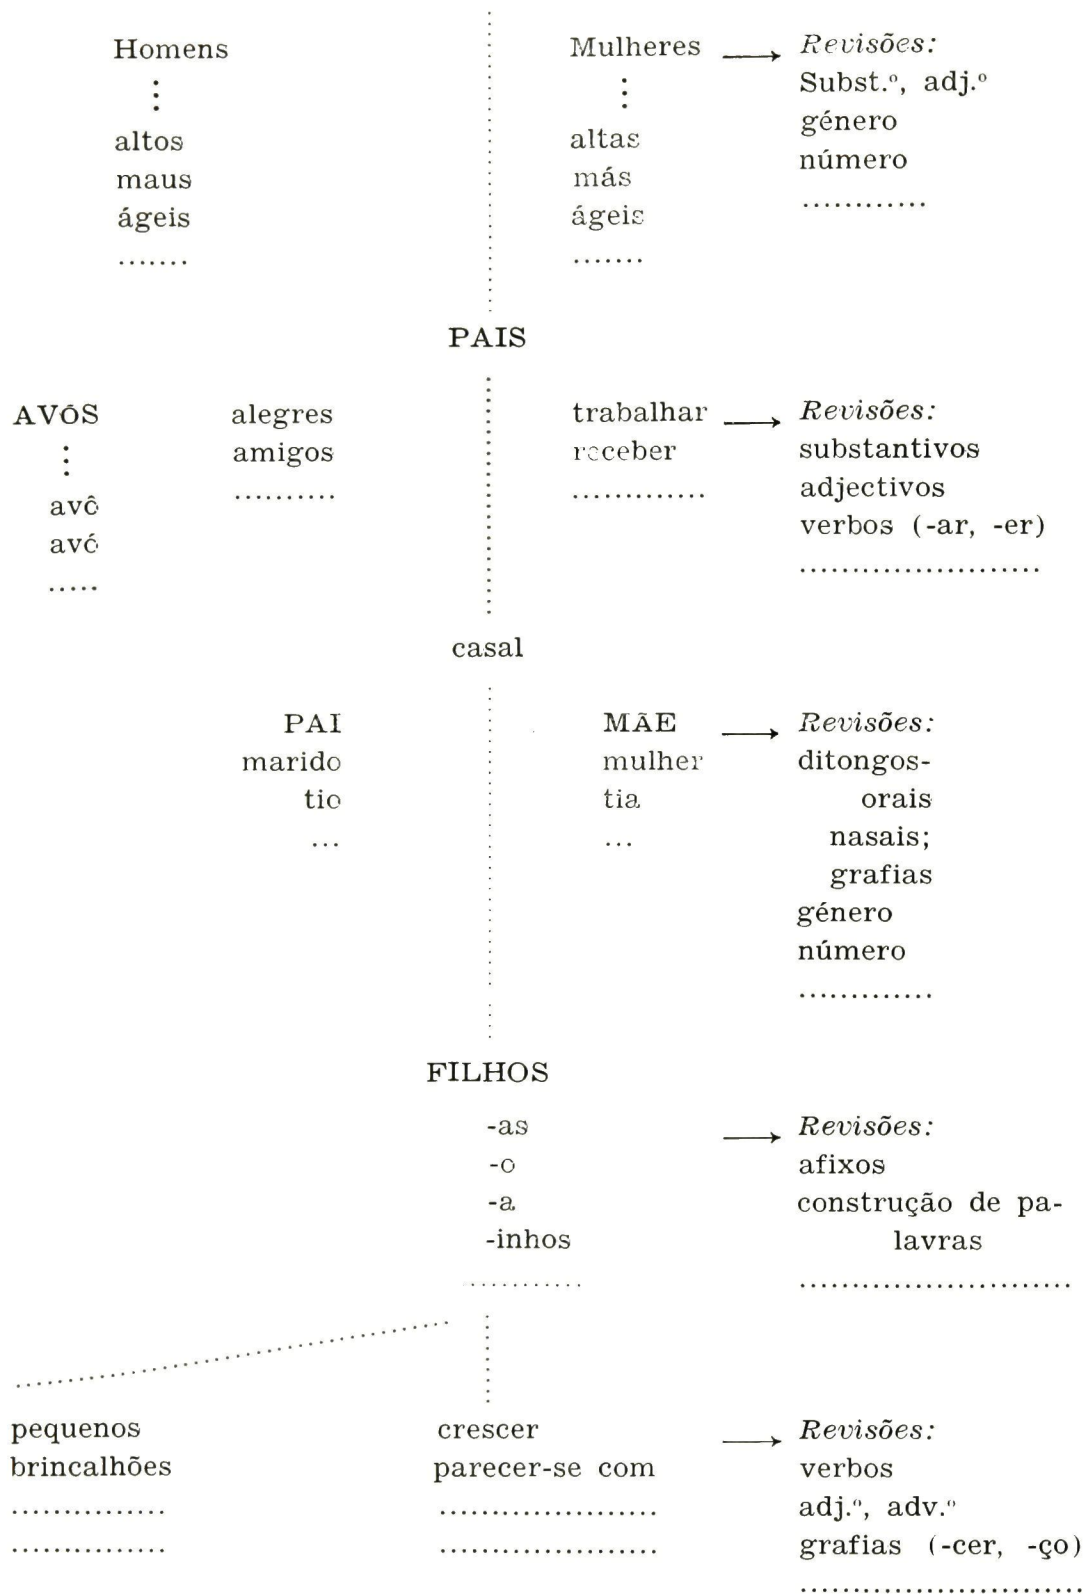 Homens Mulheres → Revisões:
⋮ ⋮ Subst.º, adj.º
altos altas género
maus más número
ágeis ágeis ............
....... .......
PAIS
AVÓS alegres trabalhar → Revisões:
⋮ amigos receber substantivos
avô .......... ............. adjectivos
avó verbos (-ar, -er)
..... .......................
casal
PAI MÃE → Revisões:
marido mulher ditongos-
tio tia orais
... ... nasais;
grafias
género
número
.............
FILHOS
-as → Revisões:
-o afixos
-a construção de pa-
-inhos lavras
........... ..........................
pequenos crescer → Revisões:
brincalhões parecer-se com verbos
............... ..................... adj.º, adv.º
............... ..................... grafias (-cer, -ço)
...........................